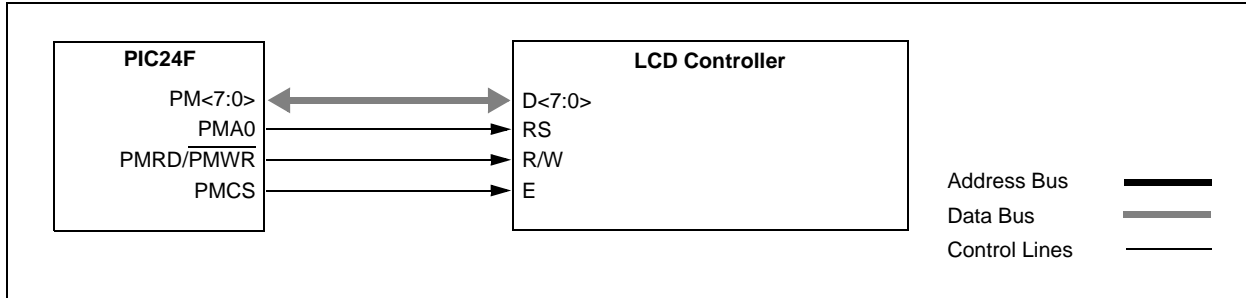 PIC24F
PM<7:0>
PMA0
PMRD/PMWR
PMCS
LCD Controller
D<7:0>
RS
R/W
E
Address Bus
Data Bus
Control Lines